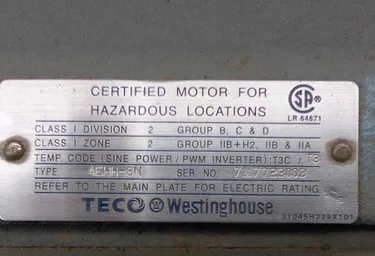 CERTIFIED MOTOR FOR
HAZARDOUS LOCATIONS
SA
LR 64671
CLASS I DIVISION 2 GROUP B, C & D
CLASS I ZONE 2 GROUP IIB+H2, IIB & IIA
TEMP. CODE (SINE POWER/PWM INVERTER) T3C / T3
TYPE SER NO.
REFER TO THE MAIN PLATE FOR ELECTRIC RATING
TECO W Westinghouse
31045H229X101